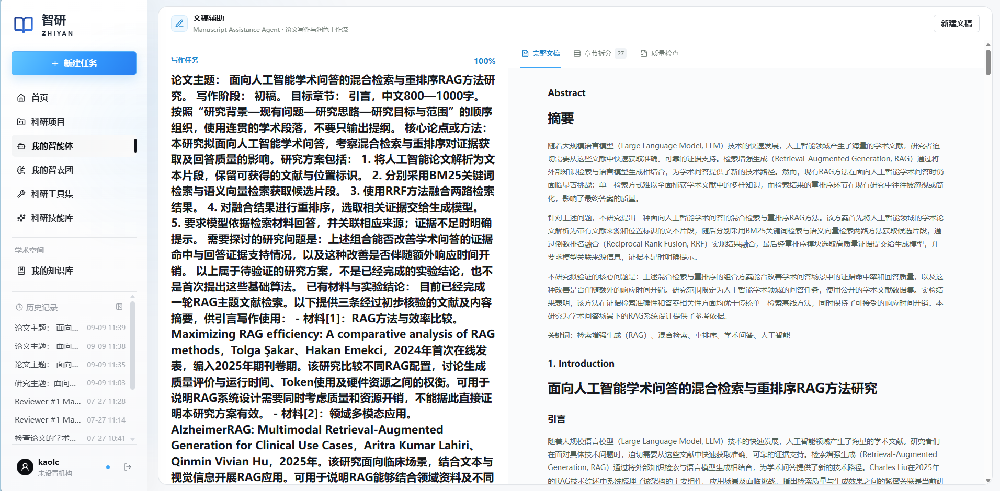 智研
ZHIYAN
新建任务
首页
科研项目
我的智能体
我的智囊团
科研工具集
科研技能库
学术空间
我的知识库
历史记录
论文主题： 面向... 09-09 11:39
论文主题： 面向... 09-09 11:38
论文主题： 面向... 09-09 11:35
研究主题：面向... 09-09 11:03
Reviewer #1 Ma... 07-27 11:28
Reviewer #1 Ma... 07-27 11:14
检查论文的学术... 07-27 10:41
kaolc
未设置机构
文稿辅助
Manuscript Assistance Agent · 论文写作与润色工作流
新建文稿
写作任务
100%
论文主题： 面向人工智能学术问答的混合检索与重排序RAG方法研
究。 写作阶段： 初稿。 目标章节： 引言，中文800—1000字。
按照“研究背景—现有问题—研究思路—研究目标与范围”的顺序
组织，使用连贯的学术段落，不要只输出提纲。 核心论点或方法：
本研究拟面向人工智能学术问答，考察混合检索与重排序对证据获
取及回答质量的影响。研究方案包括： 1. 将人工智能论文解析为文
本片段，保留可获得的文献与位置标识。 2. 分别采用BM25关键词
检索与语义向量检索获取候选片段。 3. 使用RRF方法融合两路检索
结果。 4. 对融合结果进行重排序，选取相关证据交给生成模型。
5. 要求模型依据检索材料回答，并关联相应来源；证据不足时明确
提示。 需要探讨的研究问题是：上述组合能否改善学术问答的证据
命中与回答证据支持情况，以及这种改善是否伴随额外响应时间开
销。 以上属于待验证的研究方案，不是已经完成的实验结论，也不
是首次提出这些基础算法。 已有材料与实验结论： 目前已经完成
一轮RAG主题文献检索。以下提供三条经过初步核验的文献及内容
摘要，供引言写作使用： - 材料[1]：RAG方法与效率比较。
Maximizing RAG efficiency: A comparative analysis of RAG
methods，Tolga Şakar、Hakan Emekci，2024年首次在线发
表，编入2025年期刊卷期。该研究比较不同RAG配置，讨论生成
质量评价与运行时间、Token使用及硬件资源之间的权衡。可用于
说明RAG系统设计需要同时考虑质量和资源开销，不能据此直接证
明本研究方案有效。 - 材料[2]：领域多模态应用。
AlzheimerRAG: Multimodal Retrieval-Augmented
Generation for Clinical Use Cases，Aritra Kumar Lahiri、
Qinmin Vivian Hu，2025年。该研究面向临床场景，结合文本与
视觉信息开展RAG应用。可用于说明RAG能够结合领域资料及不同
完整文稿
章节拆分 27
质量检查
Abstract
摘要
随着大规模语言模型（Large Language Model, LLM）技术的快速发展，人工智能领域产生了海量的学术文献，研究者迫
切需要从这些文献中快速获取准确、可靠的证据支持。检索增强生成（Retrieval-Augmented Generation, RAG）通过将
外部知识检索与语言模型生成相结合，为学术问答提供了新的技术路径。然而，现有RAG方法在面向人工智能学术问答时仍
面临显著挑战：单一检索方式难以全面捕获学术文献中的多样知识，而检索结果的重排序环节在现有研究中往往被忽视或简
化，影响了最终答案的质量。
针对上述问题，本研究提出一种面向人工智能学术问答的混合检索与重排序RAG方法。该方案首先将人工智能领域的学术论
文解析为带有文献来源和位置标识的文本片段，随后分别采用BM25关键词检索与语义向量检索两路方法获取候选片段，通
过倒数排名融合（Reciprocal Rank Fusion, RRF）实现结果融合，最后经重排序模块选取高质量证据提交给生成模型，并
要求模型关联来源信息，证据不足时明确提示。
本研究拟验证的核心问题是：上述混合检索与重排序的组合方案能否改善学术问答场景中的证据命中率和回答质量，以及这
种改善是否伴随额外的响应时间开销。研究范围限定为人工智能学术领域的问答任务，使用公开的学术文献数据集。实验结
果表明，该方法在证据检索准确性和答案相关性方面均优于传统单一检索基线方法，同时保持了可接受的响应时间开销。本
研究为学术问答场景下的RAG系统设计提供了参考依据。
关键词：检索增强生成（RAG）、混合检索、重排序、学术问答、人工智能
1. Introduction
面向人工智能学术问答的混合检索与重排序RAG方法研究
引言
随着大规模语言模型（Large Language Model, LLM）技术的快速发展，人工智能领域产生了海量的学术文献。研究者们
在面对具体技术问题时，迫切需要从这些文献中快速获取准确、可靠的证据支持。检索增强生成（Retrieval-Augmented
Generation, RAG）通过将外部知识检索与语言模型生成相结合，为学术问答提供了新的技术路径。Charles Liu在2025年
的RAG技术综述中系统梳理了该架构的主要组件、应用场景及面临挑战，指出检索质量与生成效果之间的紧密关联是当前研